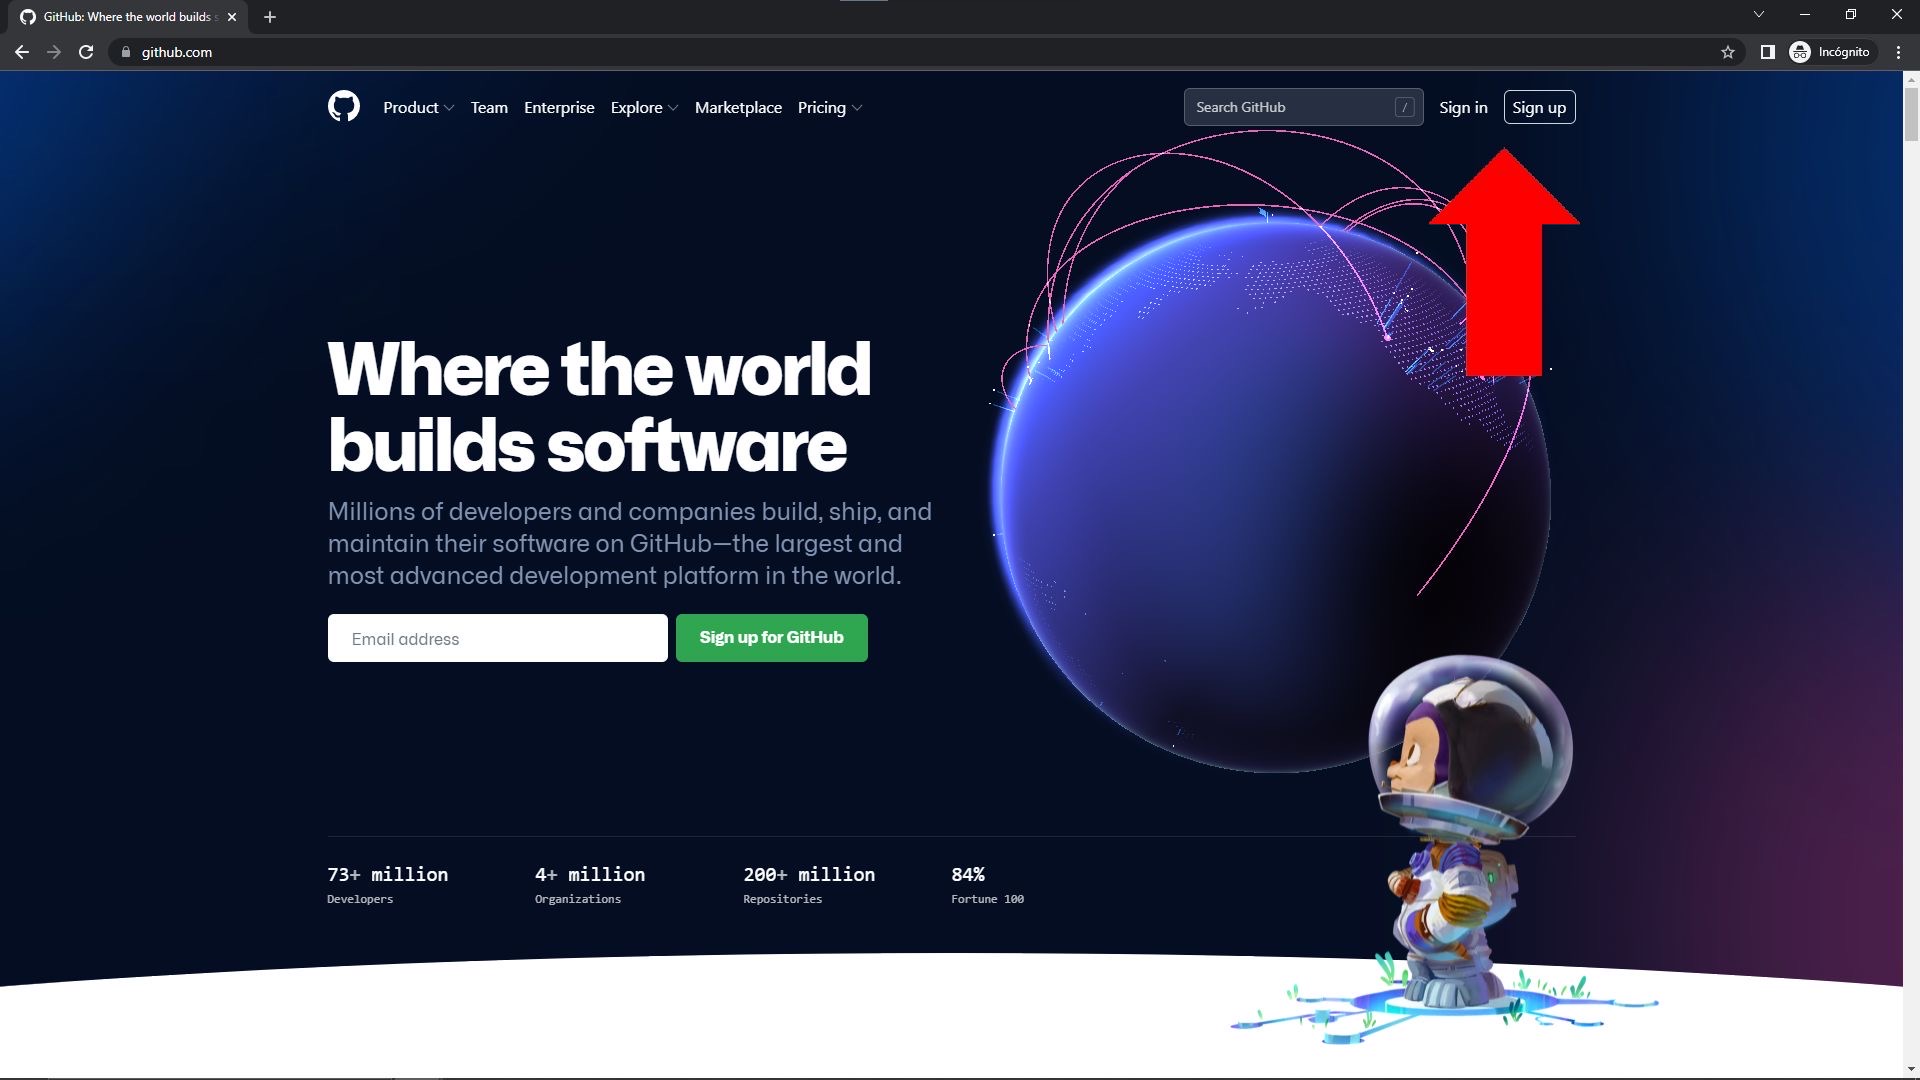 GitHub: Where the world builds s
github.com
Incógnito
Product
Team
Enterprise
Explore
Marketplace
Pricing
Search GitHub
/
Sign in
Sign up
Where the world
builds software
Millions of developers and companies build, ship, and
maintain their software on GitHub—the largest and
most advanced development platform in the world.
Email address
Sign up for GitHub
73+ million
Developers
4+ million
Organizations
200+ million
Repositories
84%
Fortune 100